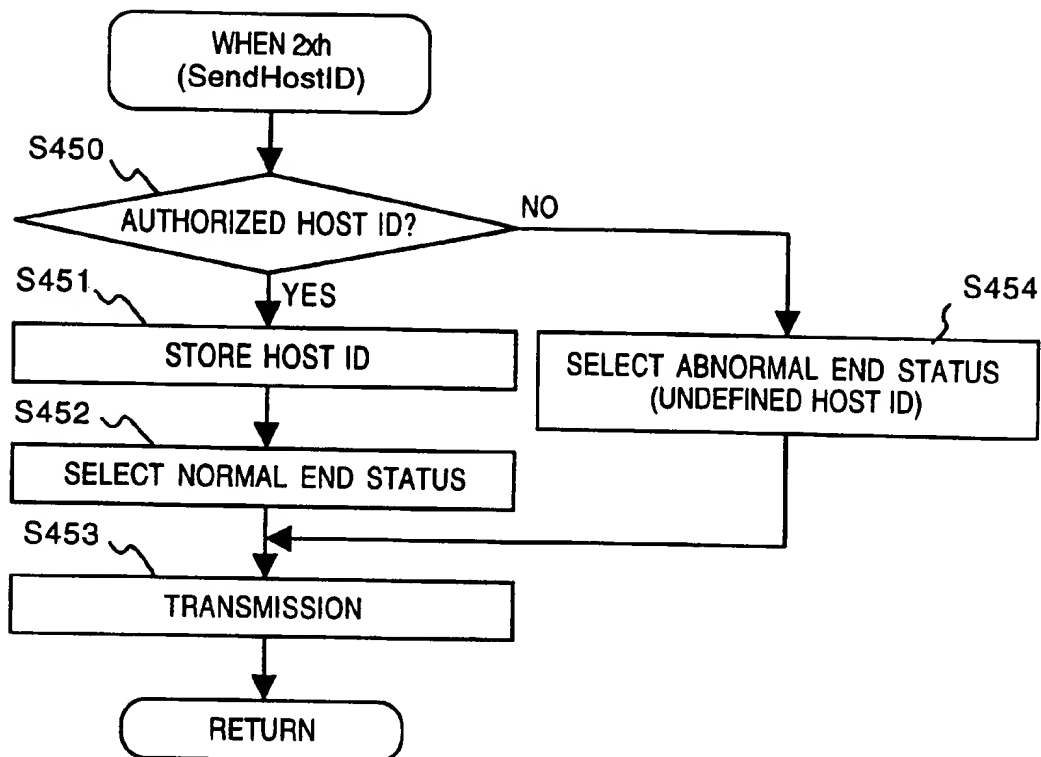 WHEN 2xh
(SendHostID)
S450
AUTHORIZED HOST ID?
NO
S451
YES
S454
STORE HOST ID
SELECT ABNORMAL END STATUS
(UNDEFINED HOST ID)
S452
SELECT NORMAL END STATUS
S453
TRANSMISSION
RETURN